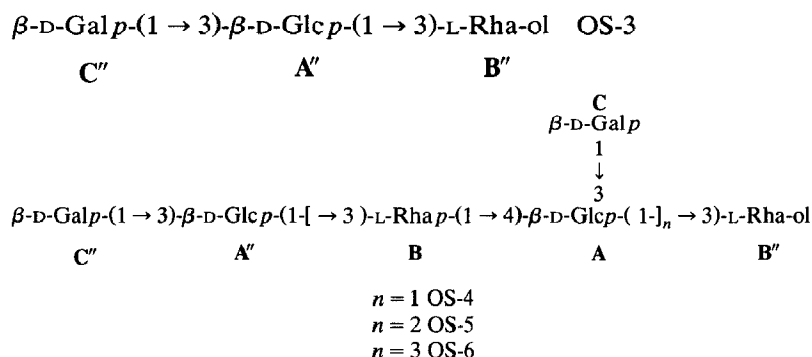 β-D-Galp-(1 → 3)-β-D-Glcp-(1 → 3)-L-Rha-ol OS-3
C″ A″ B″
C
β-D-Galp
1
↓
3
β-D-Galp-(1 → 3)-β-D-Glcp-(1-[ → 3 )-L-Rhap-(1 → 4)-β-D-Glcp-( 1-]n → 3)-L-Rha-ol
C″ A″ B A B″
n = 1 OS-4
n = 2 OS-5
n = 3 OS-6